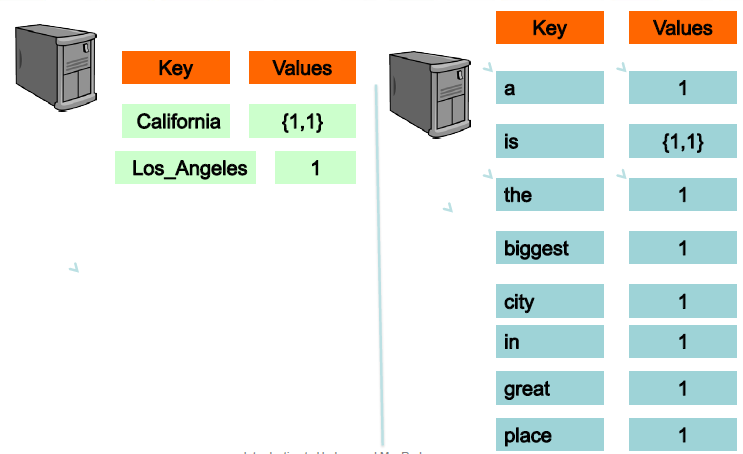 Key Values
California {1,1}
Los_Angeles 1
Key Values
a 1
is {1,1}
the 1
biggest 1
city 1
in 1
great 1
place 1